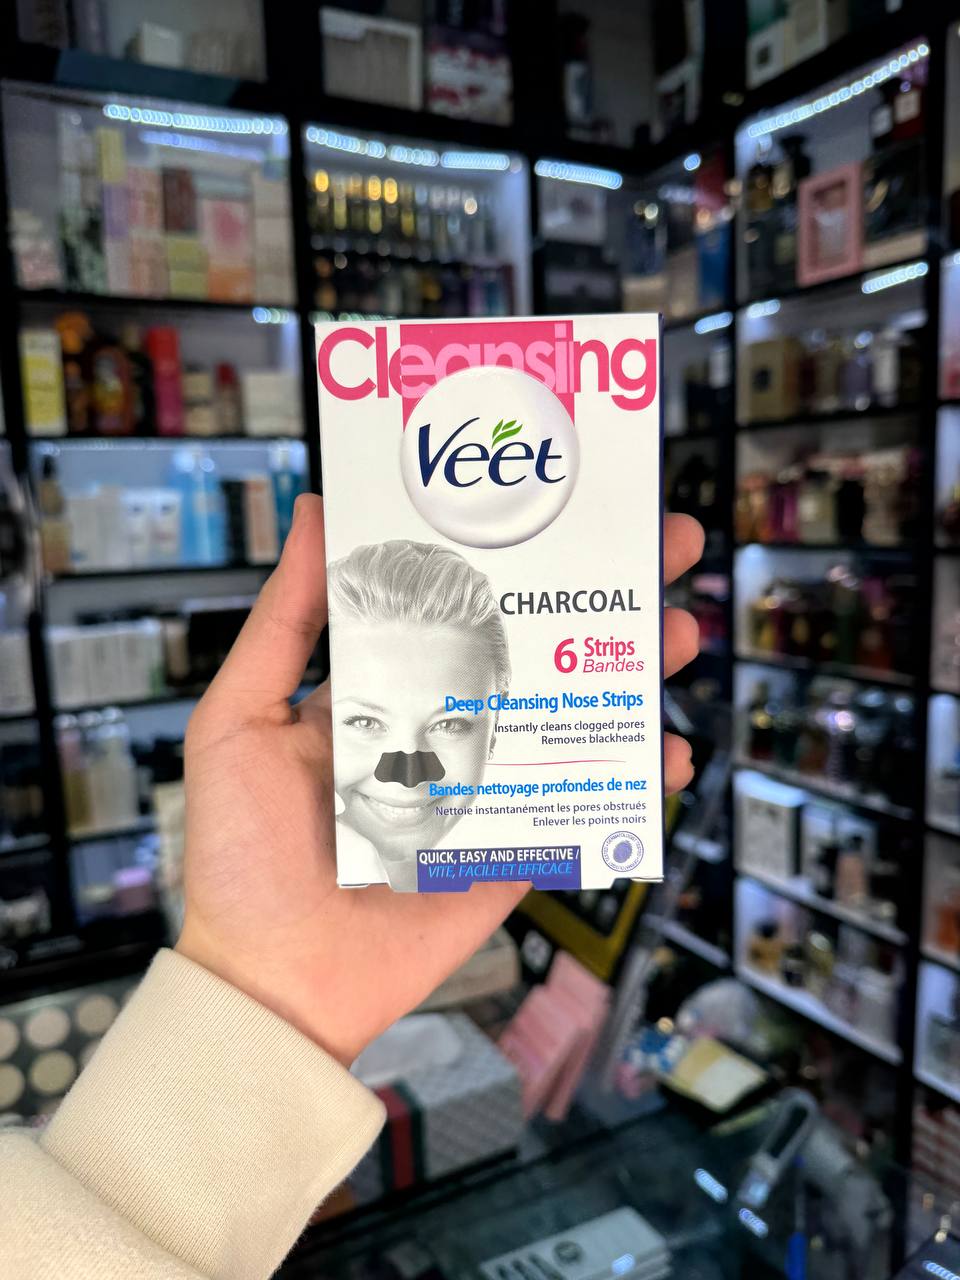 Cleansing
Veet
CHARCOAL
6 Strips
Bandes
Deep Cleansing Nose Strips
Instantly cleans clogged pores
Removes blackheads
Bandes nettoyage profondes de nez
Nettoie instantanément les pores obstrués
Enlever les points noirs
QUICK, EASY AND EFFECTIVE /
VITE, FACILE ET EFFICACE